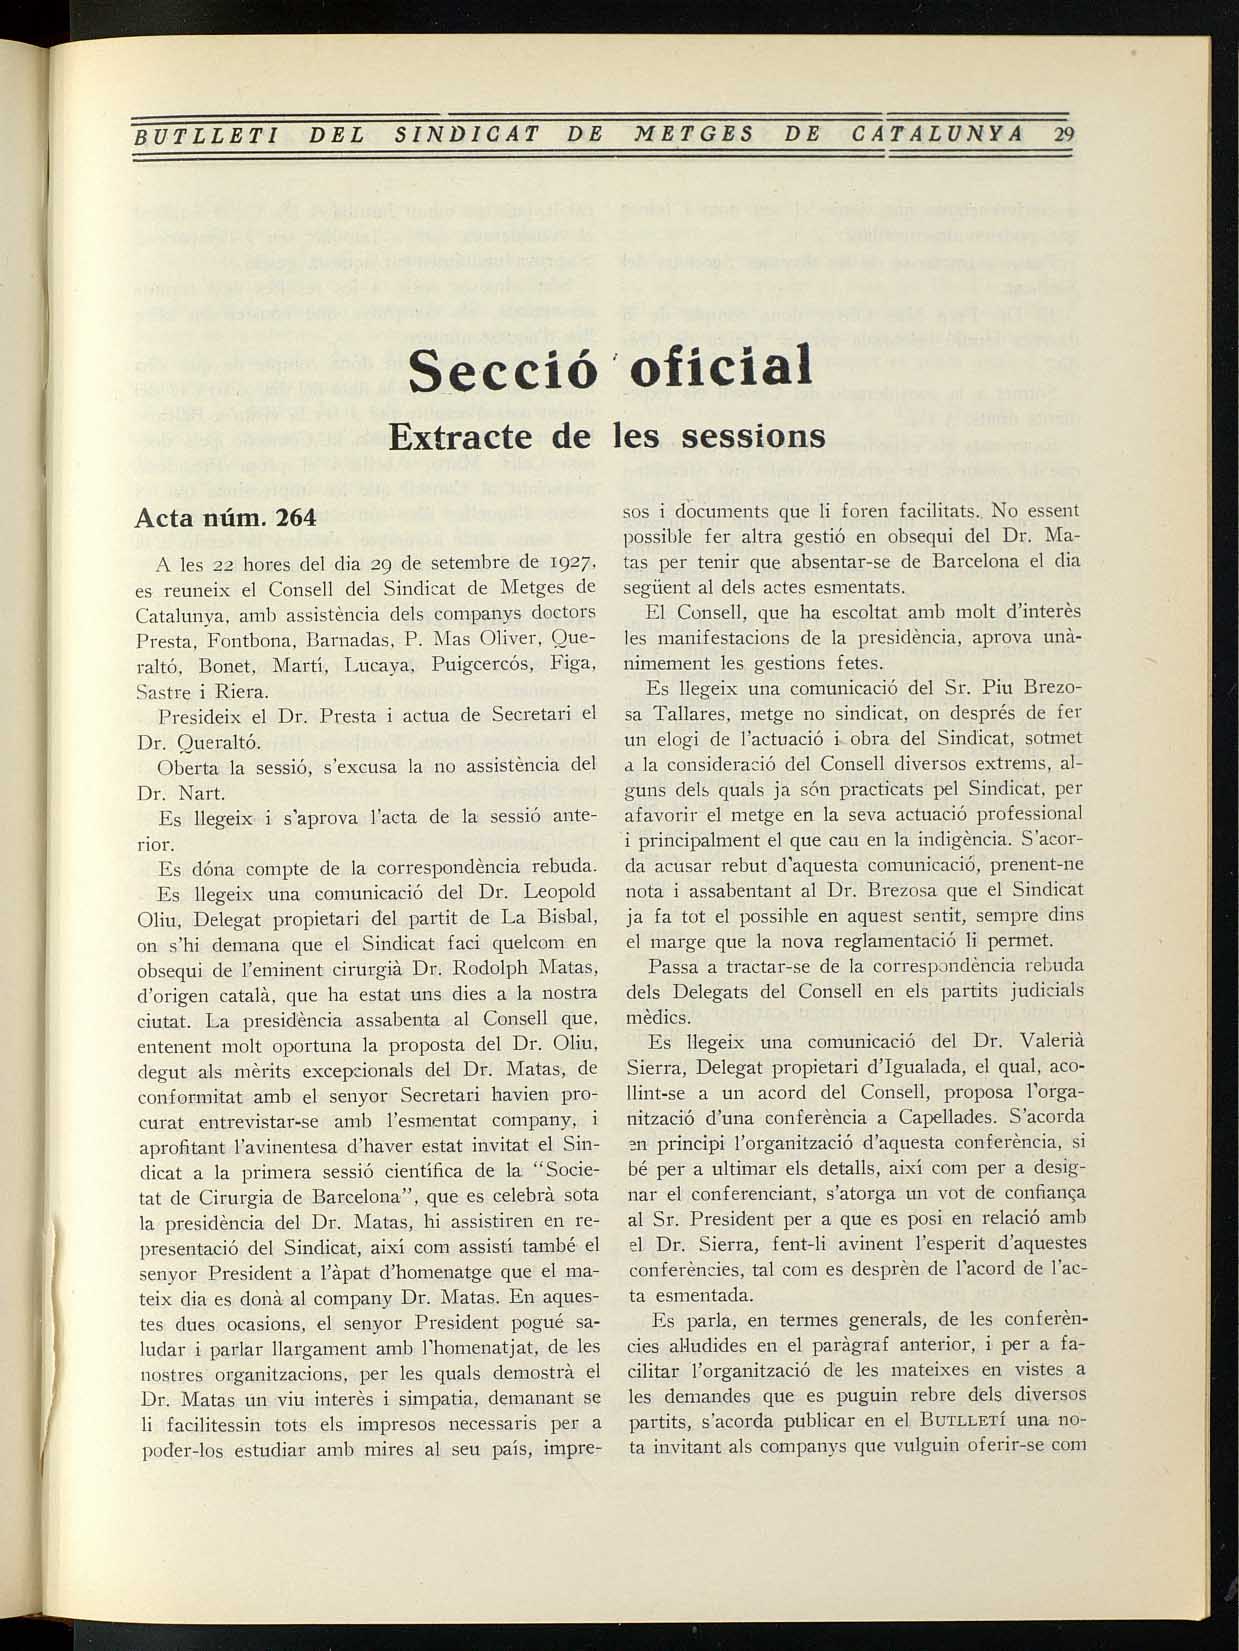 BUTLLETI DEL SINDICAT DE METGES DE CATALUNYA 29
Secció oficial
Extracte de les sessions
Acta núm. 264
A les 22 hores del dia 29 de setembre de 1927,
es reuneix el Consell del Sindicat de Metges de
Catalunya, amb assistència dels companys doctors
Presta, Fontbona, Barnadas, P. Mas Oliver, Que-
raltó, Bonet, Martí, Lucaya, Puigcercós, Figa,
Sastre i Riera.
Presideix el Dr. Presta i actua de Secretari el
Dr. Queraltó.
Oberta la sessió, s'excusa la no assistència del
Dr. Nart.
Es llegeix i s'aprova l'acta de la sessió ante-
rior.
Es dóna compte de la correspondència rebuda.
Es llegeix una comunicació del Dr. Leopold
Oliu, Delegat propietari del partit de La Bisbal,
on s'hi demana que el Sindicat faci quelcom en
obsequi de l'eminent cirurgià Dr. Rodolph Matas,
d'origen català, que ha estat uns dies a la nostra
ciutat. La presidència assabenta al Consell que,
entenent molt oportuna la proposta del Dr. Oliu,
degut als mèrits excepcionals del Dr. Matas, de
conformitat amb el senyor Secretari havien pro-
curat entrevistar-se amb l'esmentat company, i
aprofitant l'avinentesa d'haver estat invitat el Sin-
dicat a la primera sessió científica de la "Socie-
tat de Cirurgia de Barcelona", que es celebrà sota
la presidència del Dr. Matas, hi assistiren en re-
presentació del Sindicat, així com assistí també el
senyor President a l'àpat d'homenatge que el ma-
teix dia es donà al company Dr. Matas. En aques-
tes dues ocasions, el senyor President pogué sa-
ludar i parlar llargament amb l'homenatjat, de les
nostres organitzacions, per les quals demostrà el
Dr. Matas un viu interès i simpatia, demanant se
li facilitessin tots els impresos necessaris per a
poder-los estudiar amb mires al seu país, impre-
sos i documents que li foren facilitats. No essent
possible fer altra gestió en obsequi del Dr. Ma-
tas per tenir que absentar-se de Barcelona el dia
següent al dels actes esmentats.
El Consell, que ha escoltat amb molt d'interès
les manifestacions de la presidència, aprova unà-
nimement les gestions fetes.
Es llegeix una comunicació del Sr. Piu Brezo-
sa Tallares, metge no sindicat, on després de fer
un elogi de l'actuació i obra del Sindicat, sotmet
a la consideració del Consell diversos extrems, al-
guns dels quals ja són practicats pel Sindicat, per
afavorir el metge en la seva actuació professional
i principalment el que cau en la indigència. S'acor-
da acusar rebut d'aquesta comunicació, prenent-ne
nota i assabentant al Dr. Brezosa que el Sindicat
ja fa tot el possible en aquest sentit, sempre dins
el marge que la nova reglamentació li permet.
Passa a tractar-se de la correspondència rebuda
dels Delegats del Consell en els partits judicials
mèdics.
Es llegeix una comunicació del Dr. Valerià
Sierra, Delegat propietari d'Igualada, el qual, aco-
llint-se a un acord del Consell, proposa l'orga-
nització d'una conferència a Capellades. S'acorda
en principi l'organització d'aquesta conferència, si
bé per a ultimar els detalls, així com per a desig-
nar el conferenciant, s'atorga un vot de confiança
al Sr. President per a que es posi en relació amb
el Dr. Sierra, fent-li avinent l'esperit d'aquestes
conferències, tal com es desprèn de l'acord de l'ac-
ta esmentada.
Es parla, en termes generals, de les conferèn-
cies al·ludides en el paràgraf anterior, i per a fa-
cilitar l'organització de les mateixes en vistes a
les demandes que es puguin rebre dels diversos
partits, s'acorda publicar en el BUTLLETÍ una no-
ta invitant als companys que vulguin oferir-se com